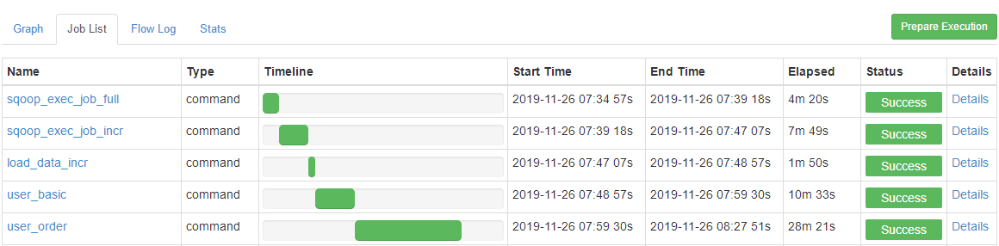 Graph Job List Flow Log Stats Prepare Execution
Name Type Timeline Start Time End Time Elapsed Status Details
sqoop_exec_job_full command 2019-11-26 07:34 57s 2019-11-26 07:39 18s 4m 20s Success Details
sqoop_exec_job_incr command 2019-11-26 07:39 18s 2019-11-26 07:47 07s 7m 49s Success Details
load_data_incr command 2019-11-26 07:47 07s 2019-11-26 07:48 57s 1m 50s Success Details
user_basic command 2019-11-26 07:48 57s 2019-11-26 07:59 30s 10m 33s Success Details
user_order command 2019-11-26 07:59 30s 2019-11-26 08:27 51s 28m 21s Success Details